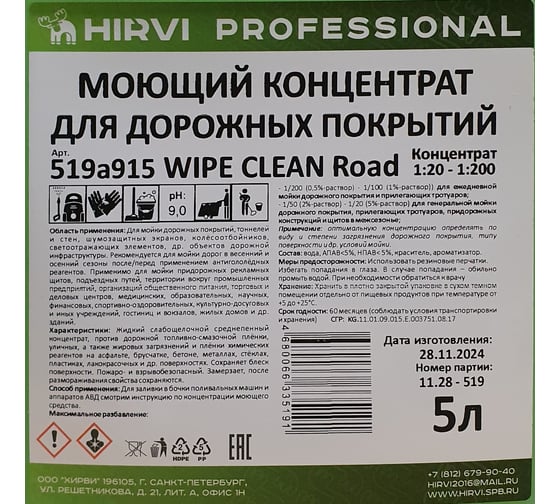 HIRVI PROFESSIONAL
МОЮЩИЙ КОНЦЕНТРАТ
ДЛЯ ДОРОЖНЫХ ПОКРЫТИЙ
Арт.
519а915 WIPE CLEAN Road
Концентрат
1:20 - 1:200
pH:
9,0
- 1/200 (0,5%-раствор) - 1/100 (1%-раствор)) для ежедневной
мойки дорожного покрытия и прилегающих тротуаров;
- 1/50 (2%-раствор) - 1/20 (5%-раствор) для генеральной мойки
дорожного покрытия, прилегающих тротуаров, придорожных
конструкций и щитов в межсезонье;
Примечание: оптимальную концентрацию определять по
виду и степени загрязнения дорожного покрытия, типу
поверхности и др. условий мойки.
Состав: вода, АПАВ<5%, НПАВ<5%, краситель, ароматизатор.
Меры предосторожности: Использовать резиновые перчатки.
Избегать попадания в глаза. В случае попадания – обильно
промыть водой. При необходимости обратиться к врачу
Хранение: Хранить в плотно закрытой упаковке в сухом темном
помещении отдельно от пищевых продуктов при температуре от
+5 до +25°С.
Срок годности: 60 месяцев (соблюдать условия транспортировки
и хранения) СГР: KG.11.01.09.015.Е.003751.08.17
Область применения: Для мойки дорожных покрытий, тоннелей
и стен, шумозащитных экранов, колёсоотбойников,
светоотражающих элементов, др. объектов дорожной
инфраструктуры. Рекомендуется для мойки дорог в весенний и
осенний сезоны после/перед применения антигололёдных
реагентов. Применимо для мойки придорожных рекламных
щитов, подъездных путей, территории вокруг промышленных
предприятий, организаций общественного питания, торговых и
деловых центров, медицинских, образовательных, научных,
финансовых, спортивно-оздоровительных, культурно-досуговых
и иных учреждений, гостиниц и вокзалов, жилых домов и др.
зданий.
Характеристики: Жидкий слабощелочной среднепенный
концентрат, против дорожной топливно-смазочной плёнки,
уличных, а также жировых загрязнений и плёнки химических
реагентов на асфальте, брусчатке, бетоне, металлах, стёклах,
пластиках, лакокрасочных и др. поверхностях. Сохраняет блеск
поверхности. Пожаро- и взрывобезопасный. Замерзает, после
размораживания свойства сохраняются.
Способ применения: Для заливки в бочки поливальных машин и
аппаратов АВД смотрим инструкцию по концентрации моющего
средства.
Максимальное разбавление:
4680066335191
Дата изготовления:
28.11.2024
Номер партии:
11.28 - 519
5л
HDPE PP
EAC
ООО "ХИРВИ" 196105, Г. САНКТ-ПЕТЕРБУРГ,
УЛ. РЕШЕТНИКОВА, Д. 21, ЛИТ. А, ОФИС 1Н
+7 (812) 679-90-40
HIRVI2016@MAIL.RU
WWW.HIRVI.SPB.RU